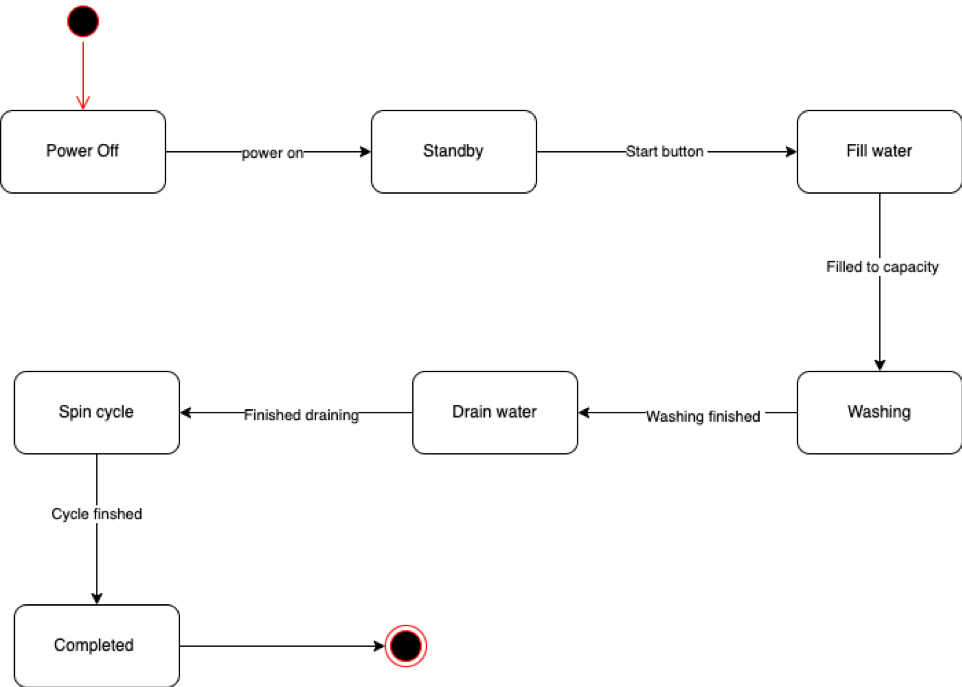 Power Off
power on
Standby
Start button
Fill water
Filled to capacity
Washing
Washing finished
Drain water
Finished draining
Spin cycle
Cycle finshed
Completed